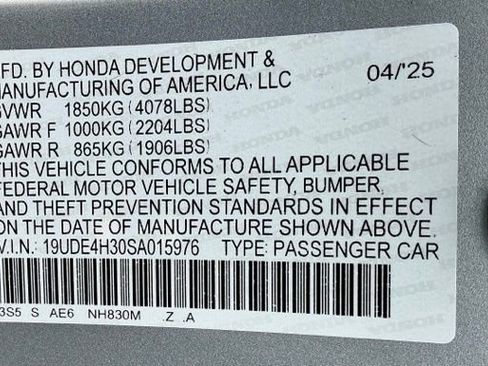 MFG. BY HONDA DEVELOPMENT & 04/'25
MANUFACTURING OF AMERICA, LLC
GVWR 1850KG (4078LBS)
GAWR F 1000KG (2204LBS)
GAWR R 865KG (1906LBS)
THIS VEHICLE CONFORMS TO ALL APPLICABLE
FEDERAL MOTOR VEHICLE SAFETY, BUMPER,
AND THEFT PREVENTION STANDARDS IN EFFECT
ON THE DATE OF MANUFACTURE SHOWN ABOVE.
V.I.N: 19UDE4H30SA015976 TYPE: PASSENGER CAR
3S5 S AE6 NH830M .Z .A